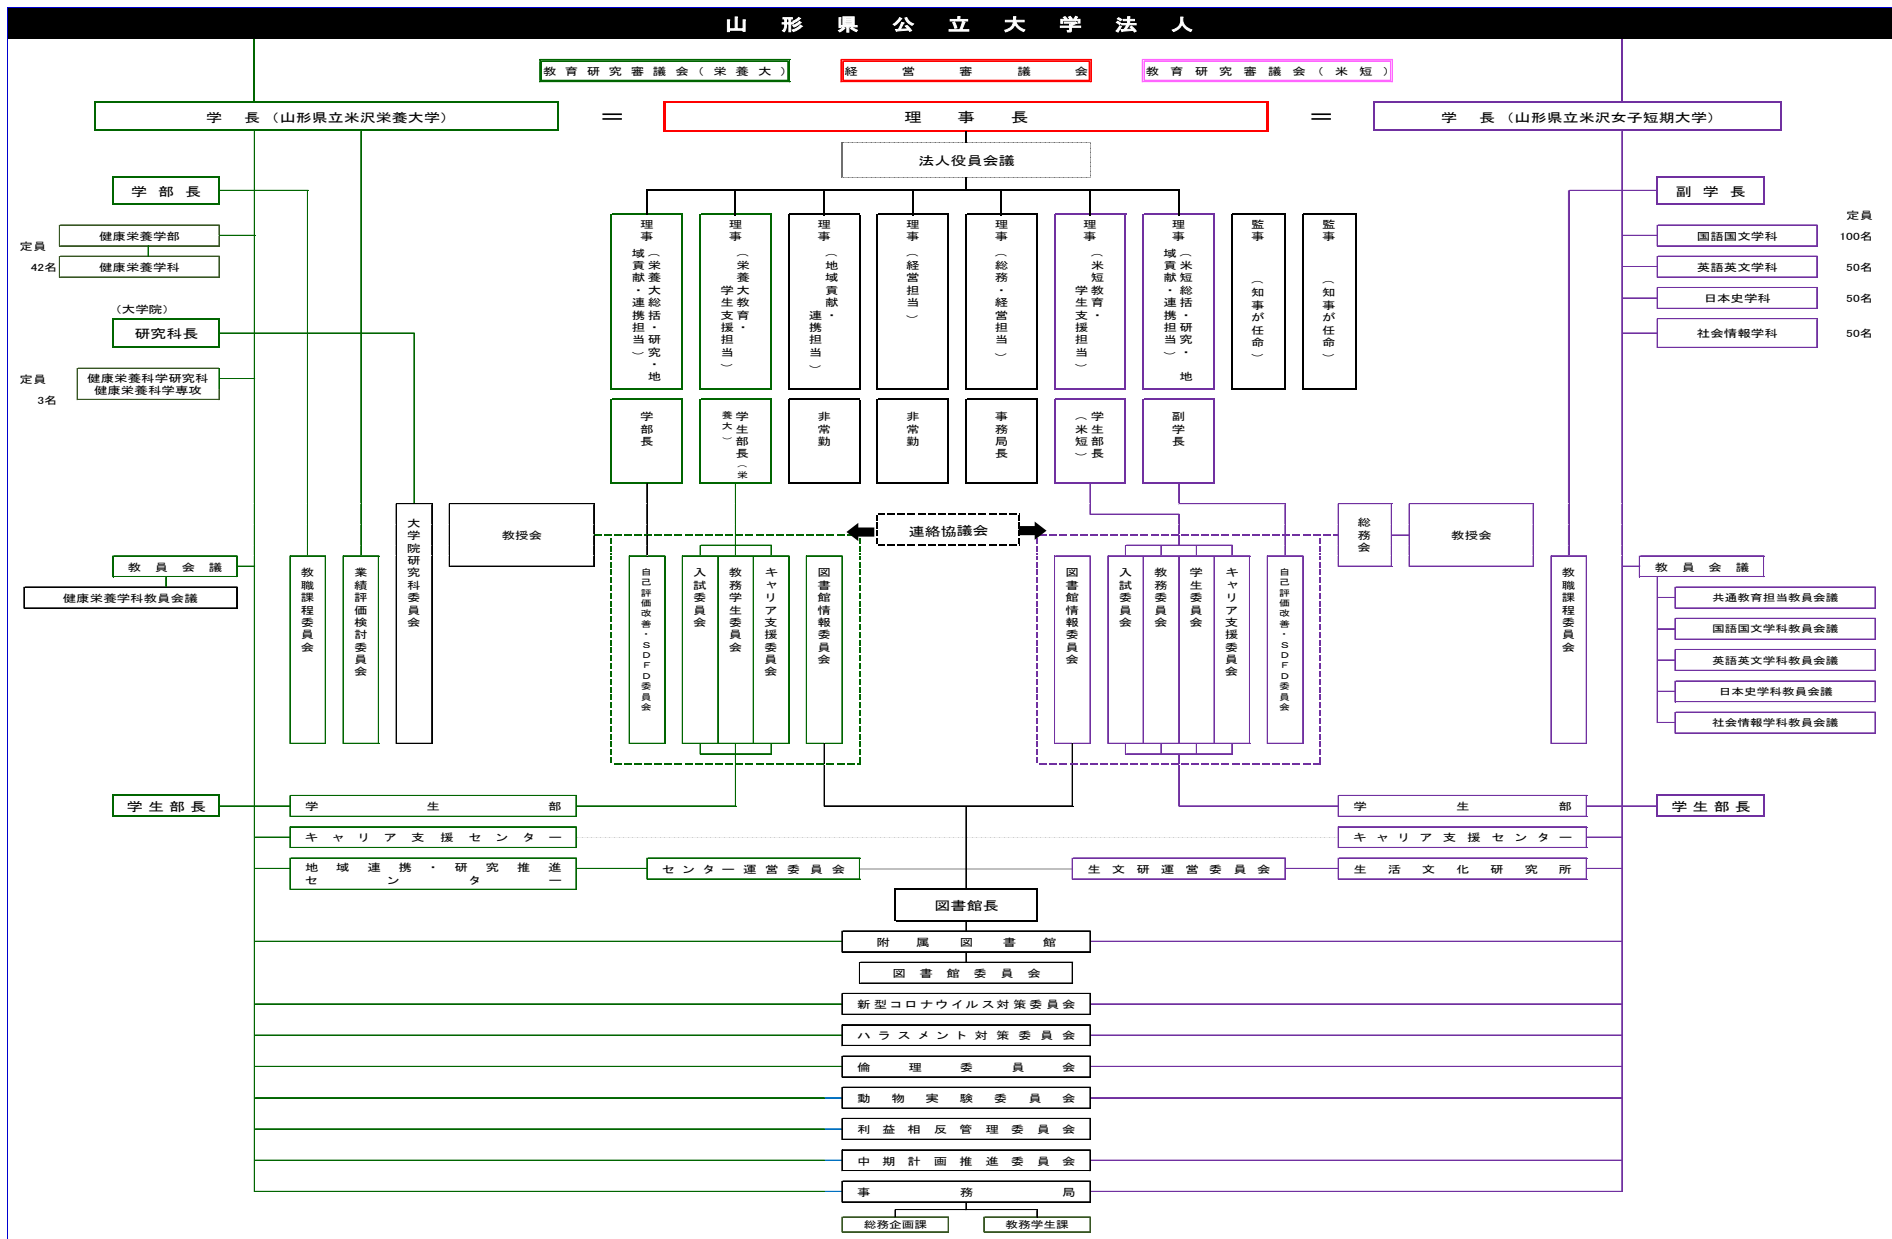 山形県公立大学法人
教育研究審議会(栄養大)
経営審議会
教育研究審議会(米短)
学　長(山形県立米沢栄養大学)
＝
理事長
＝
学　長(山形県立米沢女子短期大学)
法人役員会議
学部長
副学長
定員
健康栄養学部
定員
42名
健康栄養学科
国語国文学科
100名
英語英文学科
50名
日本史学科
50名
社会情報学科
50名
（大学院）
研究科長
定員
3名
健康栄養科学研究科
健康栄養科学専攻
理事（栄養大総括・研究・地
域貢献・連携担当）
理事（栄養大教育・
学生支援担当）
理事（地域貢献・
連携担当）
理事（経営担当）
理事（総務・経営担当）
理事（米短教育・
学生支援担当）
理事（米短総括・研究・地
域貢献・連携担当）
監事（知事が任命）
監事（知事が任命）
学部長
学生部長（栄
養大）
非常勤
非常勤
事務局長
学生部長
（米短）
副学長
大学院研究科委員会
教授会
連絡協議会
総務会
教授会
教員会議
健康栄養学科教員会議
教職課程委員会
業績評価検討委員会
自己評価改善・SDFD委員会
入試委員会
教務学生委員会
キャリア支援委員会
図書館情報委員会
図書館情報委員会
入試委員会
教務委員会
学生委員会
キャリア支援委員会
自己評価改善・SDFD委員会
教職課程委員会
教員会議
共通教育担当教員会議
国語国文学科教員会議
英語英文学科教員会議
日本史学科教員会議
社会情報学科教員会議
学生部長
学生部
学生部
学生部長
キャリア支援センター
キャリア支援センター
地域連携・研究推進
センター
センター運営委員会
生文研運営委員会
生活文化研究所
図書館長
附属図書館
図書館委員会
新型コロナウイルス対策委員会
ハラスメント対策委員会
倫理委員会
動物実験委員会
利益相反管理委員会
中期計画推進委員会
事務局
総務企画課
教務学生課